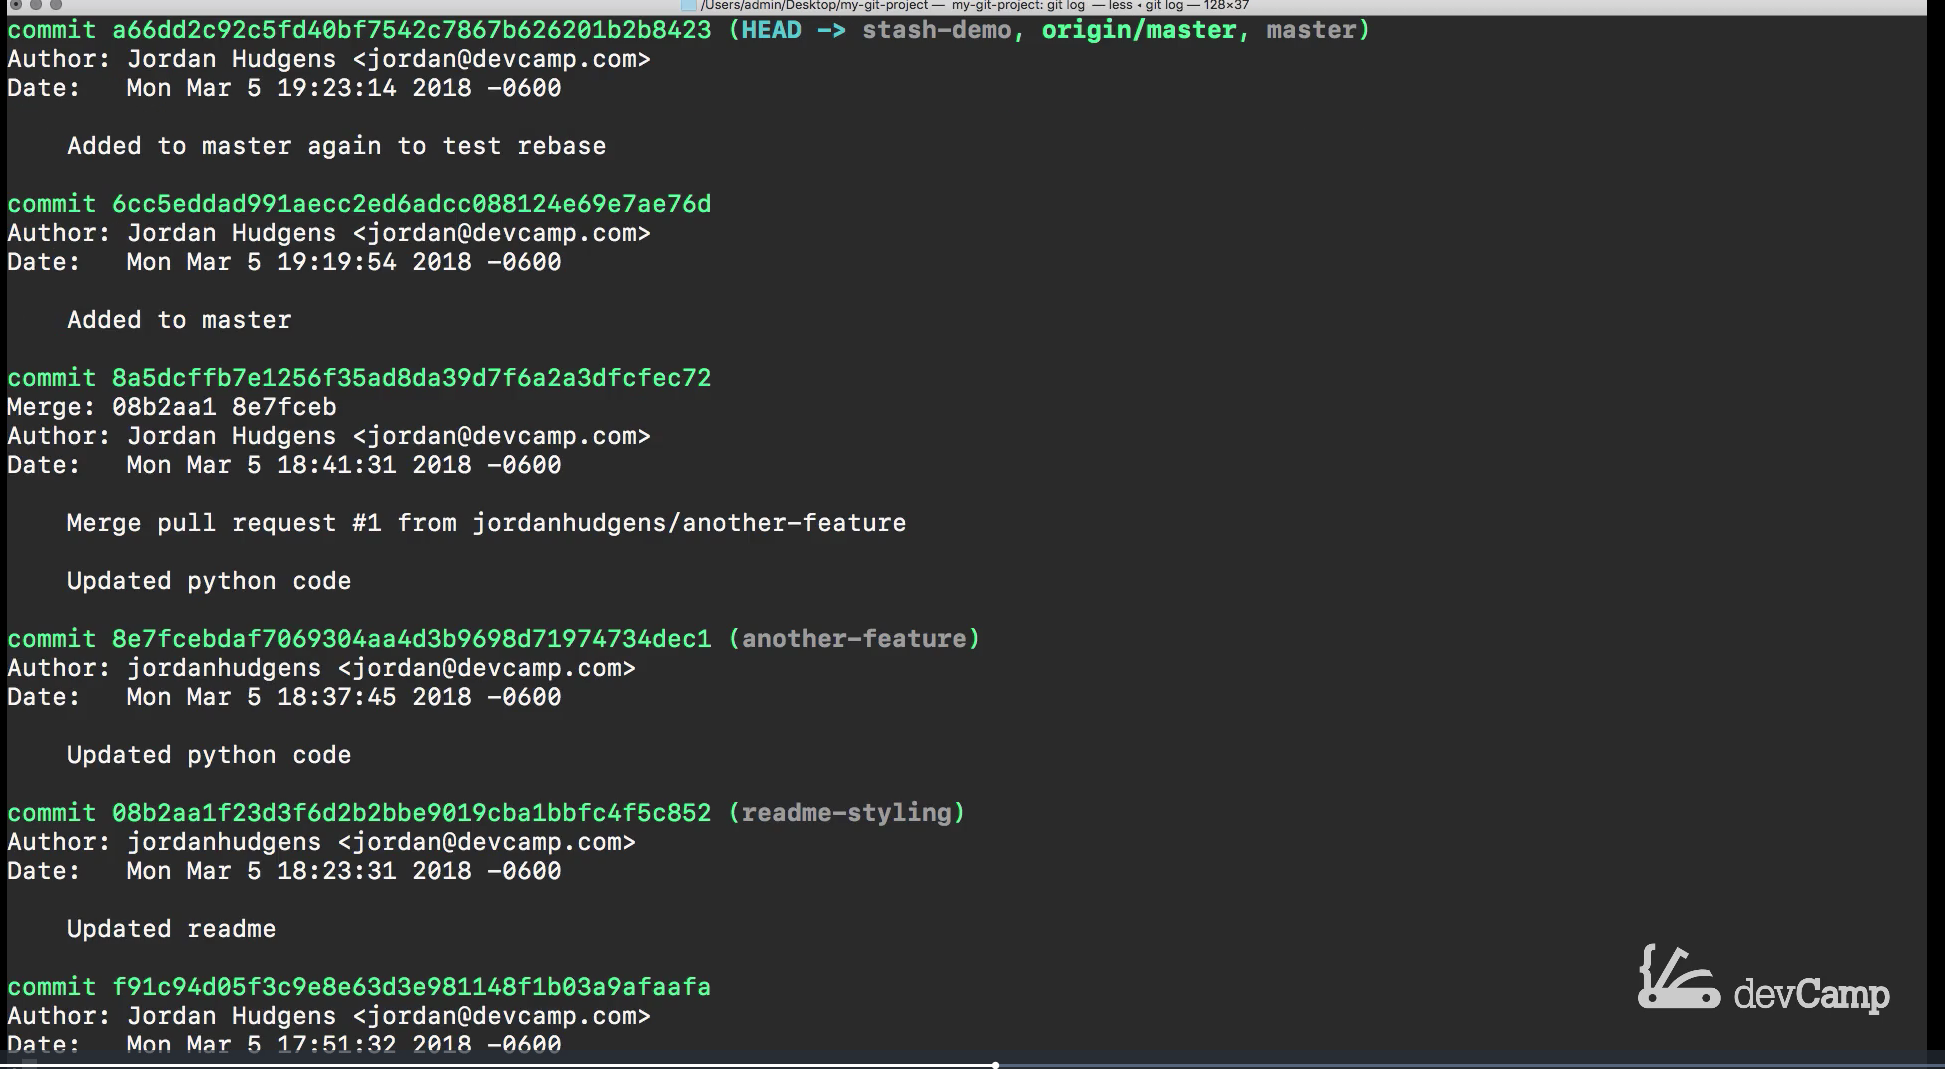 /Users/admin/Desktop/my-git-project — my-git-project: git log — less ◂ git log — 128×37
commit a66dd2c92c5fd40bf7542c7867b626201b2b8423 (HEAD -> stash-demo, origin/master, master)
Author: Jordan Hudgens <jordan@devcamp.com>
Date:   Mon Mar 5 19:23:14 2018 -0600
Added to master again to test rebase
commit 6cc5eddad991aecc2ed6adcc088124e69e7ae76d
Author: Jordan Hudgens <jordan@devcamp.com>
Date:   Mon Mar 5 19:19:54 2018 -0600
Added to master
commit 8a5dcffb7e1256f35ad8da39d7f6a2a3dfcfec72
Merge: 08b2aa1 8e7fceb
Author: Jordan Hudgens <jordan@devcamp.com>
Date:   Mon Mar 5 18:41:31 2018 -0600
Merge pull request #1 from jordanhudgens/another-feature
Updated python code
commit 8e7fcebdaf7069304aa4d3b9698d71974734dec1 (another-feature)
Author: jordanhudgens <jordan@devcamp.com>
Date:   Mon Mar 5 18:37:45 2018 -0600
Updated python code
commit 08b2aa1f23d3f6d2b2bbe9019cba1bbfc4f5c852 (readme-styling)
Author: jordanhudgens <jordan@devcamp.com>
Date:   Mon Mar 5 18:23:31 2018 -0600
Updated readme
commit f91c94d05f3c9e8e63d3e981148f1b03a9afaafa
Author: Jordan Hudgens <jordan@devcamp.com>
Date:   Mon Mar 5 17:51:32 2018 -0600
devCamp